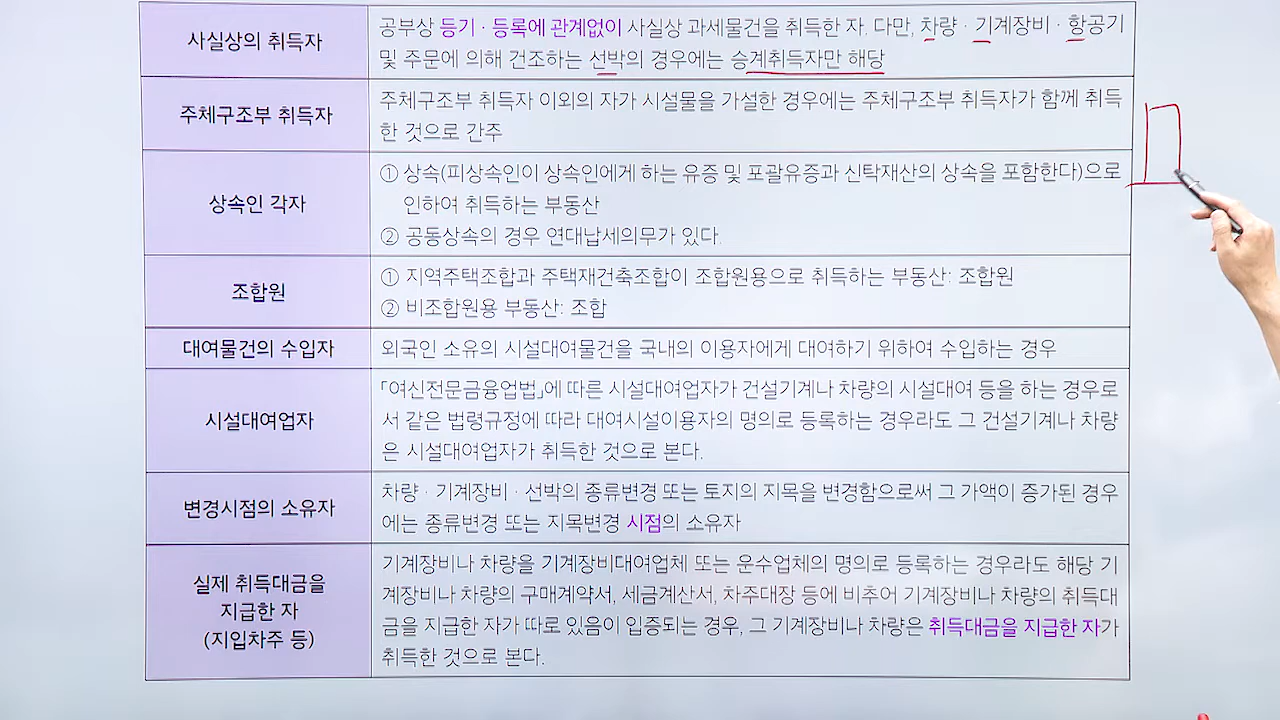 사실상의 취득자
공부상 등기 · 등록에 관계없이 사실상 과세물건을 취득한 자. 다만, 차량 · 기계장비 · 항공기
및 주문에 의해 건조하는 선박의 경우에는 승계취득자만 해당
주체구조부 취득자
주체구조부 취득자 이외의 자가 시설물을 가설한 경우에는 주체구조부 취득자가 함께 취득
한 것으로 간주
상속인 각자
① 상속(피상속인이 상속인에게 하는 유증 및 포괄유증과 신탁재산의 상속을 포함한다)으로
인하여 취득하는 부동산
② 공동상속의 경우 연대납세의무가 있다.
조합원
① 지역주택조합과 주택재건축조합이 조합원용으로 취득하는 부동산: 조합원
② 비조합원용 부동산: 조합
대여물건의 수입자
외국인 소유의 시설대여물건을 국내의 이용자에게 대여하기 위하여 수입하는 경우
시설대여업자
「여신전문금융업법」에 따른 시설대여업자가 건설기계나 차량의 시설대여 등을 하는 경우로
서 같은 법령규정에 따라 대여시설이용자의 명의로 등록하는 경우라도 그 건설기계나 차량
은 시설대여업자가 취득한 것으로 본다.
변경시점의 소유자
차량 · 기계장비 · 선박의 종류변경 또는 토지의 지목을 변경함으로써 그 가액이 증가된 경우
에는 종류변경 또는 지목변경 시점의 소유자
실제 취득대금을
지급한 자
(지입차주 등)
기계장비나 차량을 기계장비대여업체 또는 운수업체의 명의로 등록하는 경우라도 해당 기
계장비나 차량의 구매계약서, 세금계산서, 차주대장 등에 비추어 기계장비나 차량의 취득대
금을 지급한 자가 따로 있음이 입증되는 경우, 그 기계장비나 차량은 취득대금을 지급한 자가
취득한 것으로 본다.